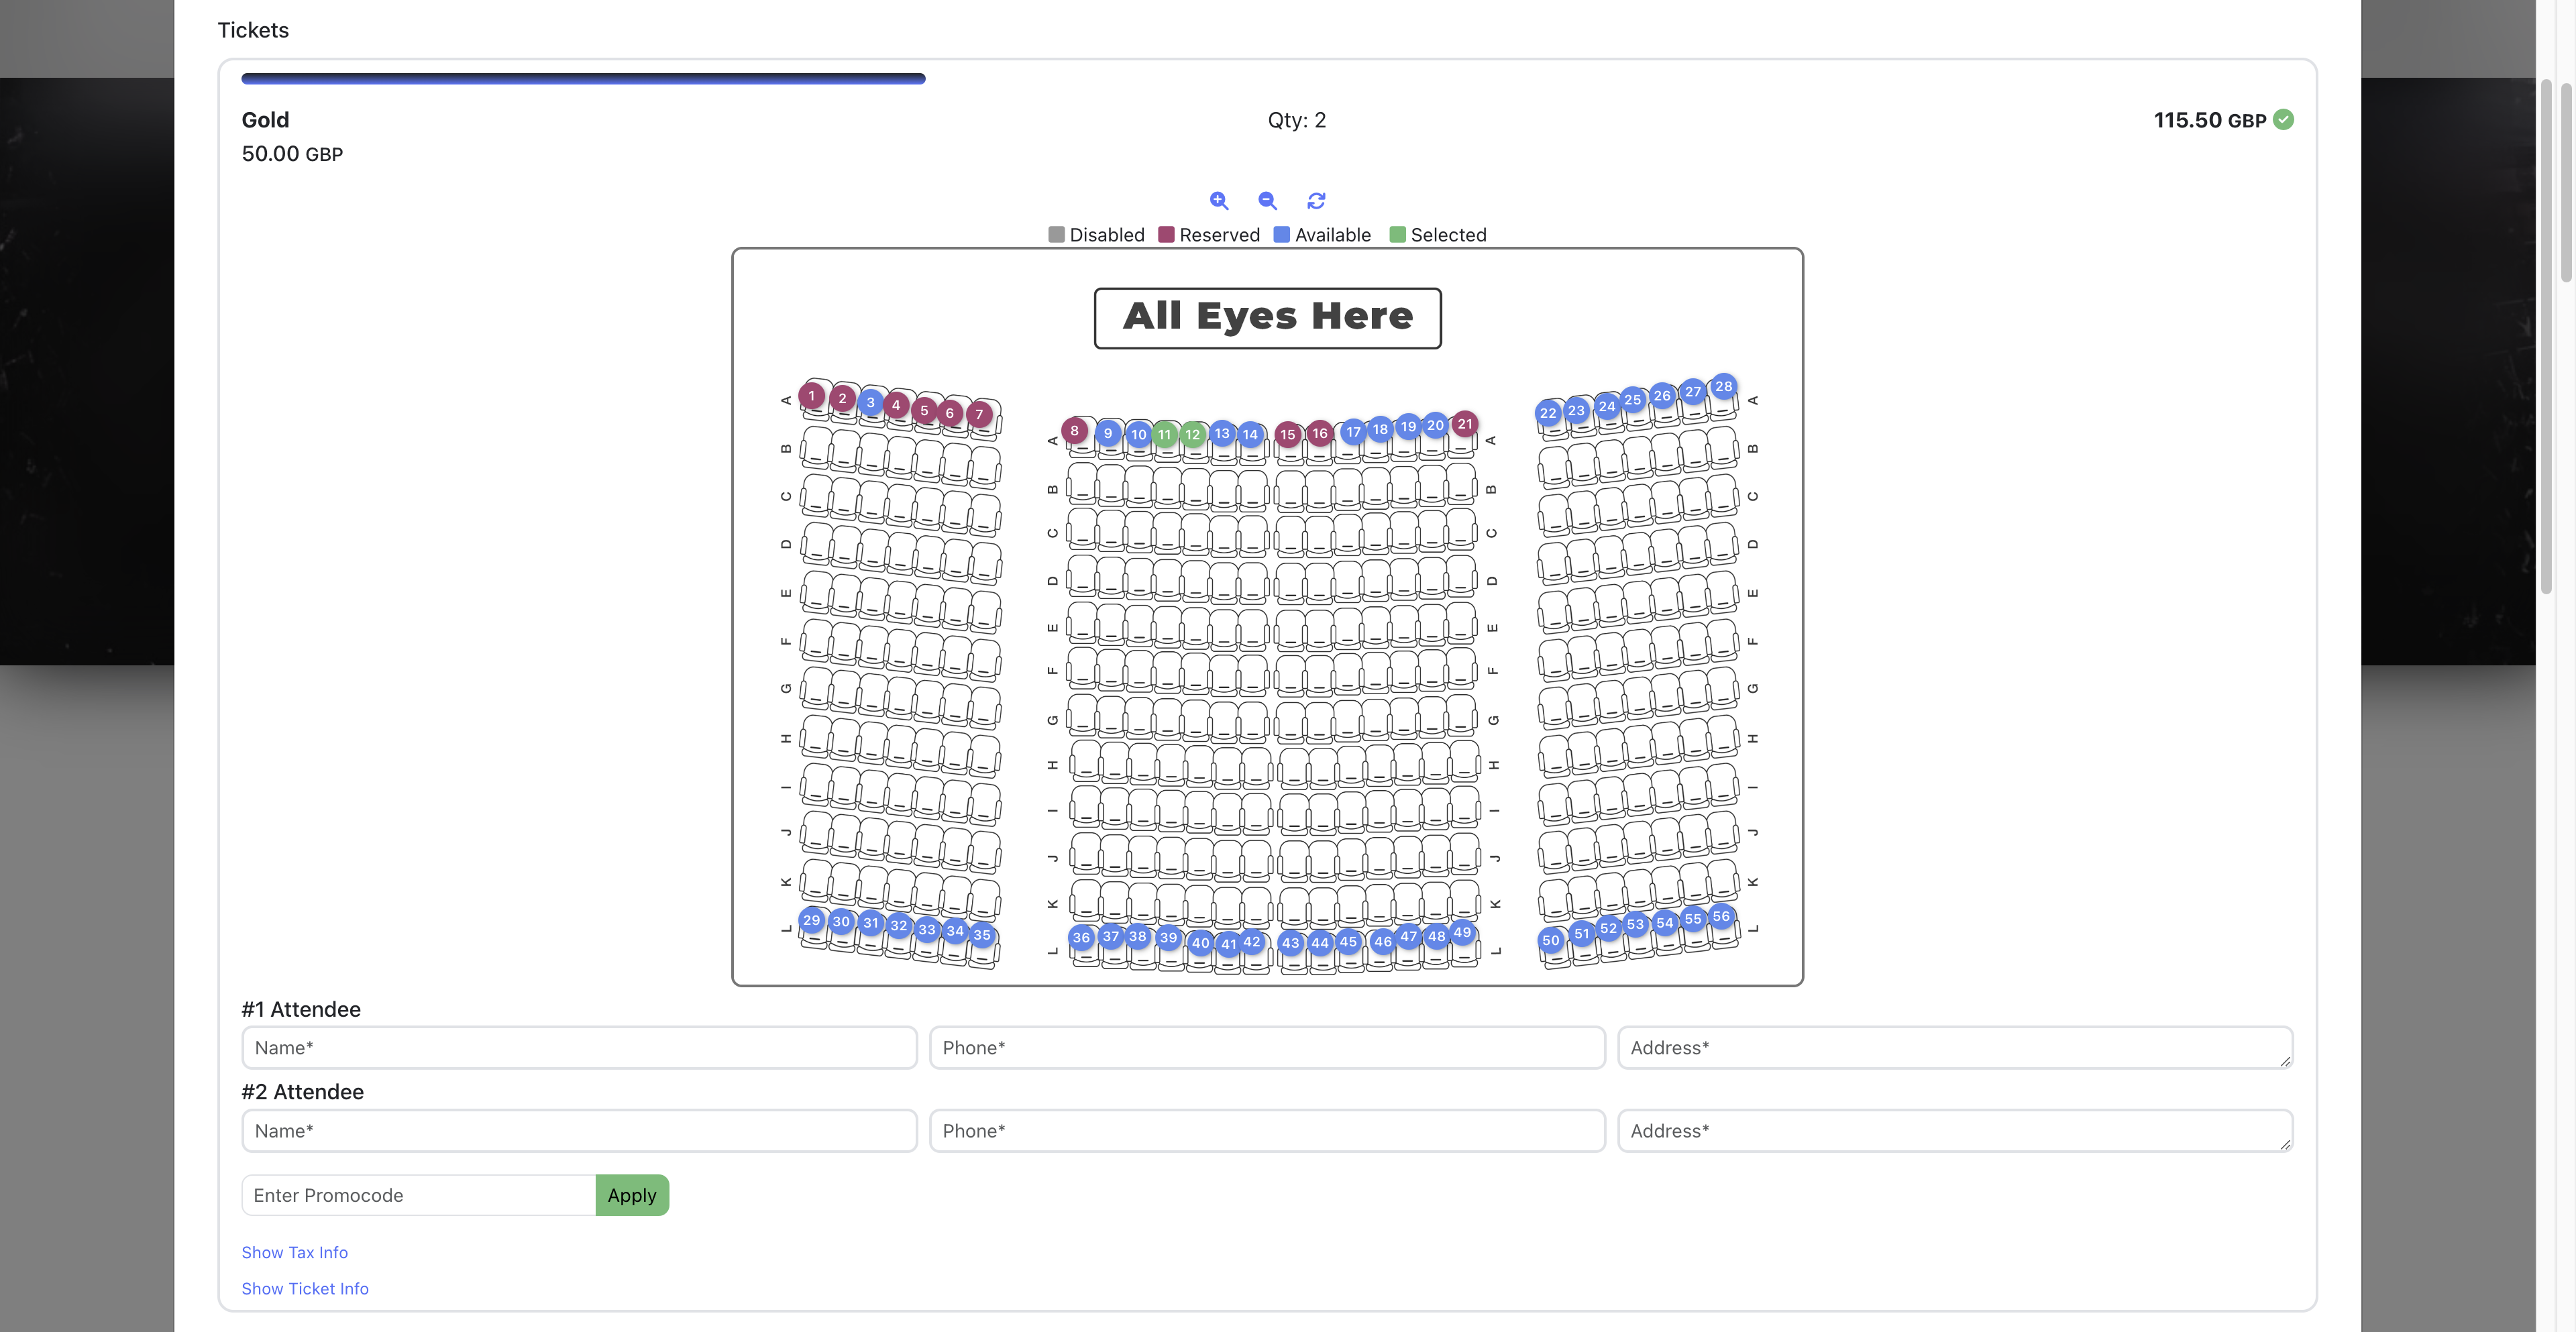 Tickets
Gold
Qty: 2
115.50 GBP
50.00 GBP
Disabled Reserved Available Selected
All Eyes Here
A 1 2 3 4 5 6 7
A 8 9 10 11 12 13 14 15 16 17 18 19 20 21 A
22 23 24 25 26 27 28 A
B B B B
C C C C
D D D D
E E E E
F F F F
G G G G
H H H H
I I I I
J J J J
K K K K
L 29 30 31 32 33 34 35
L 36 37 38 39 40 41 42 43 44 45 46 47 48 49 L
50 51 52 53 54 55 56 L
#1 Attendee
Name* Phone* Address*
#2 Attendee
Name* Phone* Address*
Enter Promocode Apply
Show Tax Info
Show Ticket Info